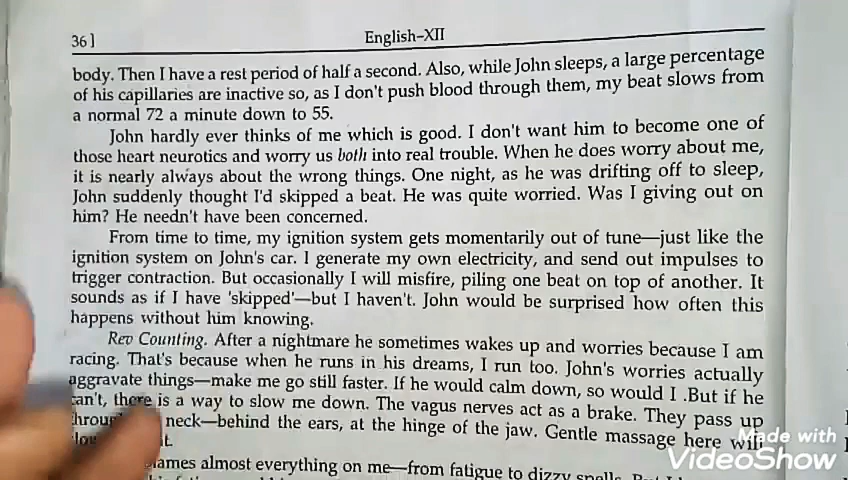 36]
English–XII
body. Then I have a rest period of half a second. Also, while John sleeps, a large percentage
of his capillaries are inactive so, as I don't push blood through them, my beat slows from
a normal 72 a minute down to 55.
John hardly ever thinks of me which is good. I don't want him to become one of
those heart neurotics and worry us both into real trouble. When he does worry about me,
it is nearly always about the wrong things. One night, as he was drifting off to sleep,
John suddenly thought I'd skipped a beat. He was quite worried. Was I giving out on
him? He needn't have been concerned.
From time to time, my ignition system gets momentarily out of tune—just like the
ignition system on John's car. I generate my own electricity, and send out impulses to
trigger contraction. But occasionally I will misfire, piling one beat on top of another. It
sounds as if I have 'skipped'—but I haven't. John would be surprised how often this
happens without him knowing.
Rev Counting. After a nightmare he sometimes wakes up and worries because I am
racing. That's because when he runs in his dreams, I run too. John's worries actually
aggravate things—make me go still faster. If he would calm down, so would I .But if he
can't, there is a way to slow me down. The vagus nerves act as a brake. They pass up
neck—behind the ears, at the hinge of the jaw. Gentle massage here will
almost everything on me—from fatigue to dizzy spells.
Made with
VideoShow